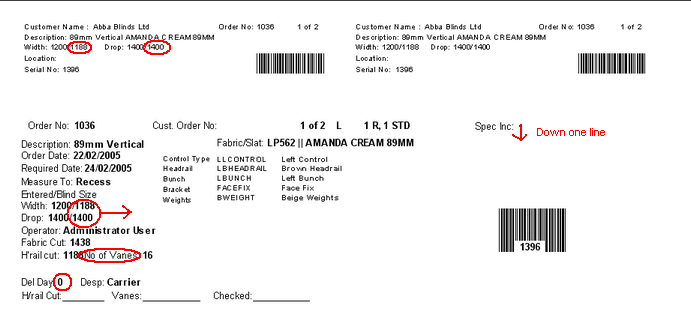 Customer Name : Abba Blinds Ltd Order No: 1036 1 of 2
Description: 89mm Vertical AMANDA CREAM 89MM
Width: 1200/1188 Drop: 1400/1400
Location:
Serial No: 1396
Customer Name : Abba Blinds Ltd Order No: 1036 1 of 2
Description: 89mm Vertical AMANDA CREAM 89MM
Width: 1200/1188 Drop: 1400/1400
Location:
Serial No: 1396
Order No: 1036 Cust. Order No: 1 of 2 L 1 R, 1 STD Spec Inc: 1
Down one line
Description: 89mm Vertical Fabric/Slat: LP562 || AMANDA CREAM 89MM
Order Date: 22/02/2005
Required Date: 24/02/2005
Measure To: Recess
Entered/Blind Size
Width: 1200/1188
Drop: 1400/1400
Operator: Administrator User
Fabric Cut: 1438
H'rail cut: 1188 No of Vanes: 16
Control Type LLCONTROL Left Control
Headrail LBHEADRAIL Brown Headrail
Bunch LBUNCH Left Bunch
Bracket FACEFIX Face Fix
Weights BWEIGHT Beige Weights
1396
Del Day: 0 Desp: Carrier
H/rail Cut:________ Vanes:____________ Checked:____________